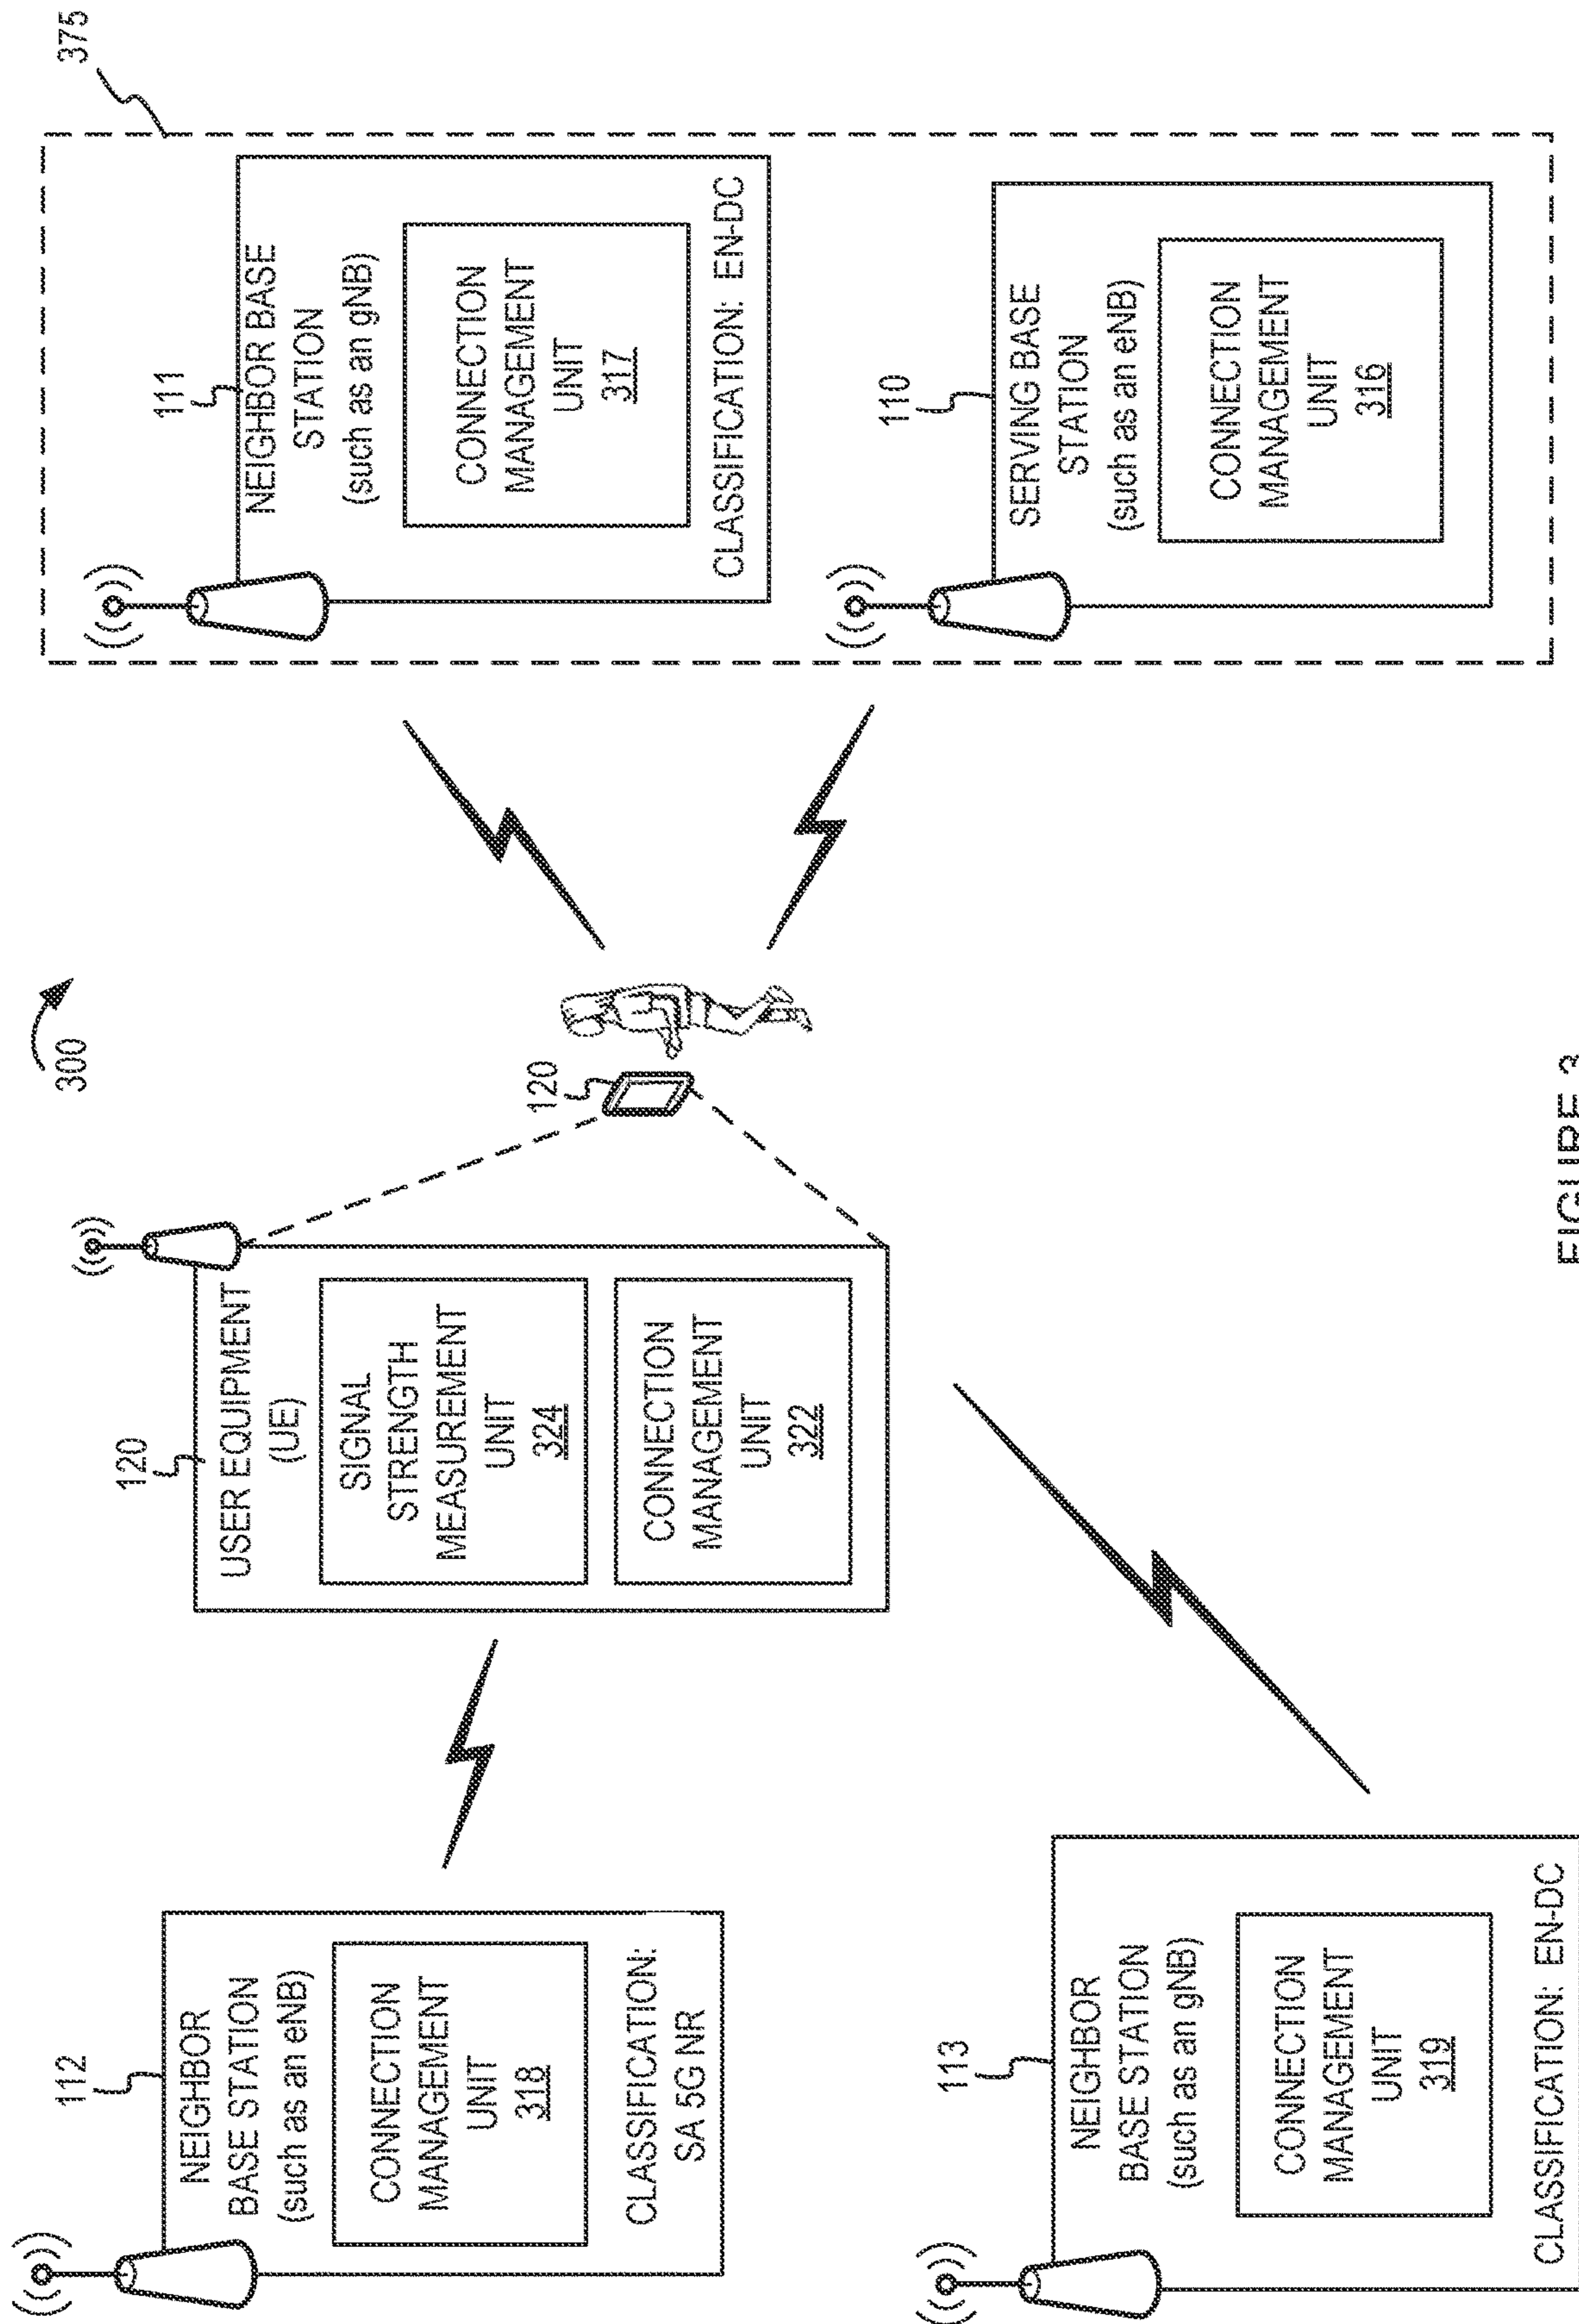 300
112
NEIGHBOR
BASE STATION
(such as an eNB)
CONNECTION
MANAGEMENT
UNIT
318
CLASSIFICATION:
SA 5G NR
120
USER EQUIPMENT
(UE)
SIGNAL
STRENGTH
MEASUREMENT
UNIT
324
CONNECTION
MANAGEMENT
UNIT
322
120
375
111
NEIGHBOR BASE
STATION
(such as an gNB)
CONNECTION
MANAGEMENT
UNIT
317
CLASSIFICATION: EN-DC
113
NEIGHBOR
BASE STATION
(such as an gNB)
CONNECTION
MANAGEMENT
UNIT
319
CLASSIFICATION: EN-DC
110
SERVING BASE
STATION
(such as an eNB)
CONNECTION
MANAGEMENT
UNIT
316
FIGURE 3